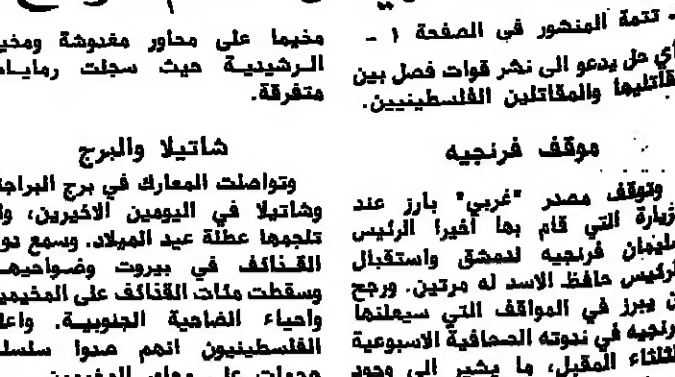 - تتمة المنشور في الصفحة ١ -
أي حل يدعو الى نشر قوات فصل بين
مقاتليها والمقاتلين الفلسطينيين.
موقف فرنجيه
وتوقف مصدر "غربي" بارز عند
الزيارة التي قام بها أخيرا الرئيس
سليمان فرنجيه لدمشق واستقبال
الرئيس حافظ الاسد له مرتين. ورجح
ان يبرز في المواقف التي سيعلنها
فرنجيه في ندوته الصحافية الاسبوعية
الثلثاء المقبل، ما يشير الى وجود
مخيما على محاور مغدوشة ومخيم
الرشيدية حيث سجلت رمايات
متفرقة.
شاتيلا والبرج
وتواصلت المعارك في برج البراجنة
وشاتيلا في اليومين الاخيرين،
تلجمها عطلة عيد الميلاد. وسمع دوي
القذائف في بيروت وضواحيها
وسقطت مئات القذائف على المخيمين
واحياء الضاحية الجنوبية.
الفلسطينيون انهم صدوا سلسلة
هجمات على محاور المخيمين